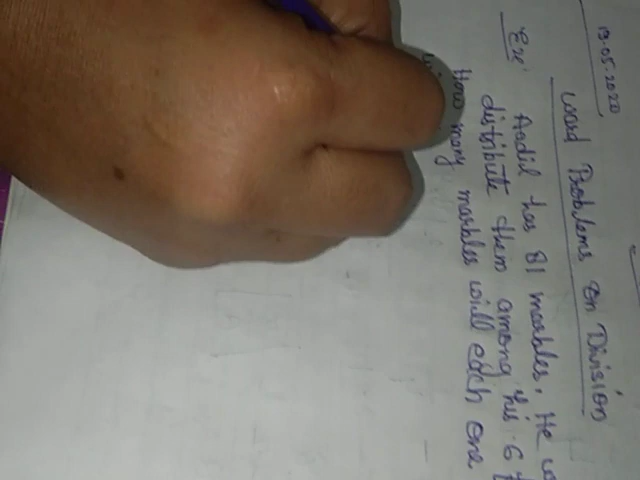 19.05.2020
Word Problems on Division
Ex:
Aadil has 81 marbles. He
distribute them among his 6
How many marbles will each one